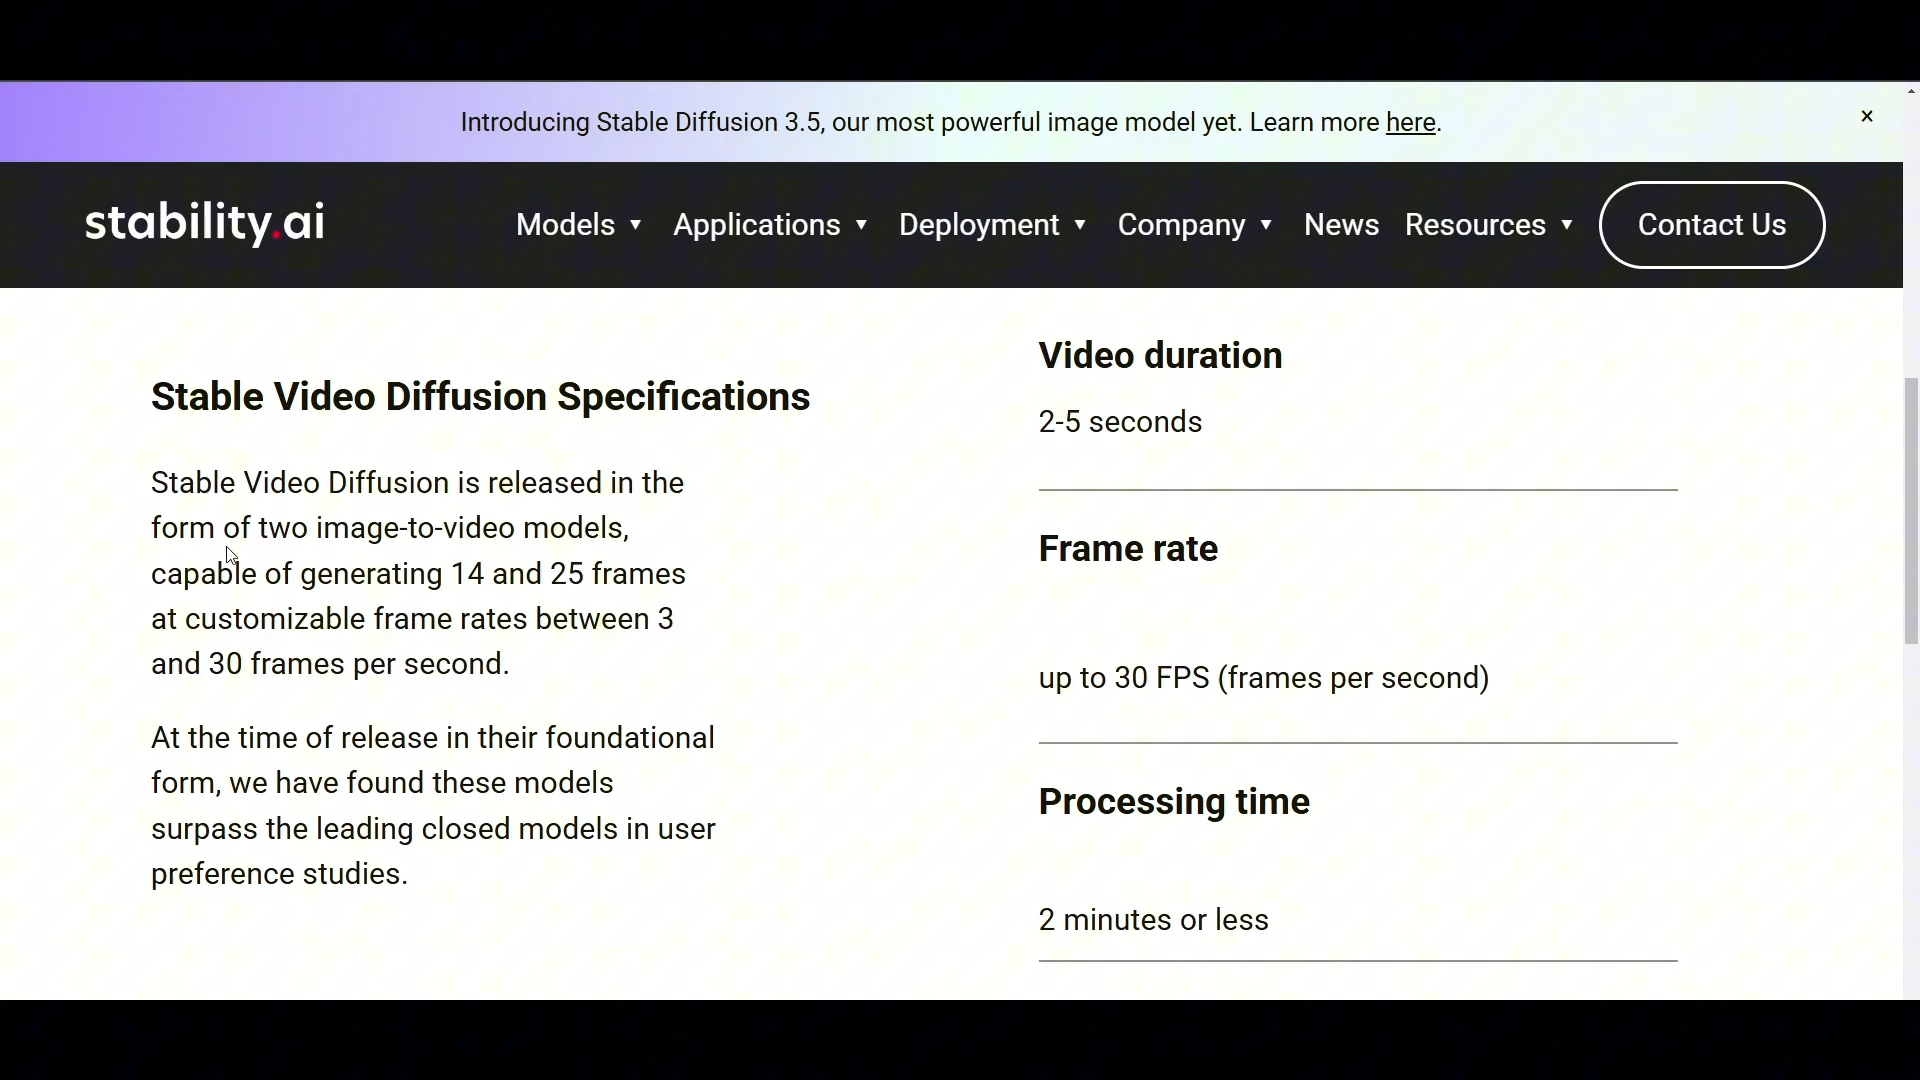 Introducing Stable Diffusion 3.5, our most powerful image model yet. Learn more here.
×
stability.ai
Models ▼ Applications ▼ Deployment ▼ Company ▼ News Resources ▼ Contact Us
Stable Video Diffusion Specifications
Stable Video Diffusion is released in the
form of two image-to-video models,
capable of generating 14 and 25 frames
at customizable frame rates between 3
and 30 frames per second.
At the time of release in their foundational
form, we have found these models
surpass the leading closed models in user
preference studies.
Video duration
2-5 seconds
Frame rate
up to 30 FPS (frames per second)
Processing time
2 minutes or less